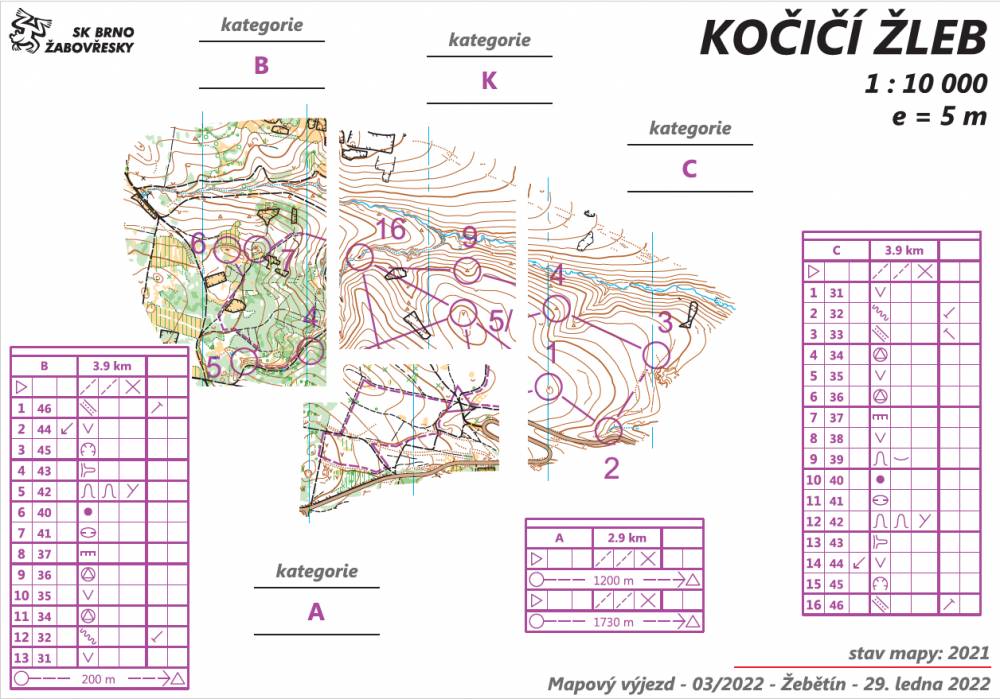 SK BRNO
ŽABOVŘESKY
KOČIČÍ ŽLEB
1 : 10 000
e = 5 m
kategorie
B
kategorie
K
kategorie
C
16
9
6
7
4
5/
4
3
5
1
2
B 3.9 km
1 46
2 44
3 45
4 43
5 42
6 40
7 41
8 37
9 36
10 35
11 34
12 32
13 31
200 m
C 3.9 km
1 31
2 32
3 33
4 34
5 35
6 36
7 37
8 38
9 39
10 40
11 41
12 42
13 43
14 44
15 45
16 46
A 2.9 km
1200 m
1730 m
kategorie
A
stav mapy: 2021
Mapový výjezd - 03/2022 - Žebětín - 29. ledna 2022